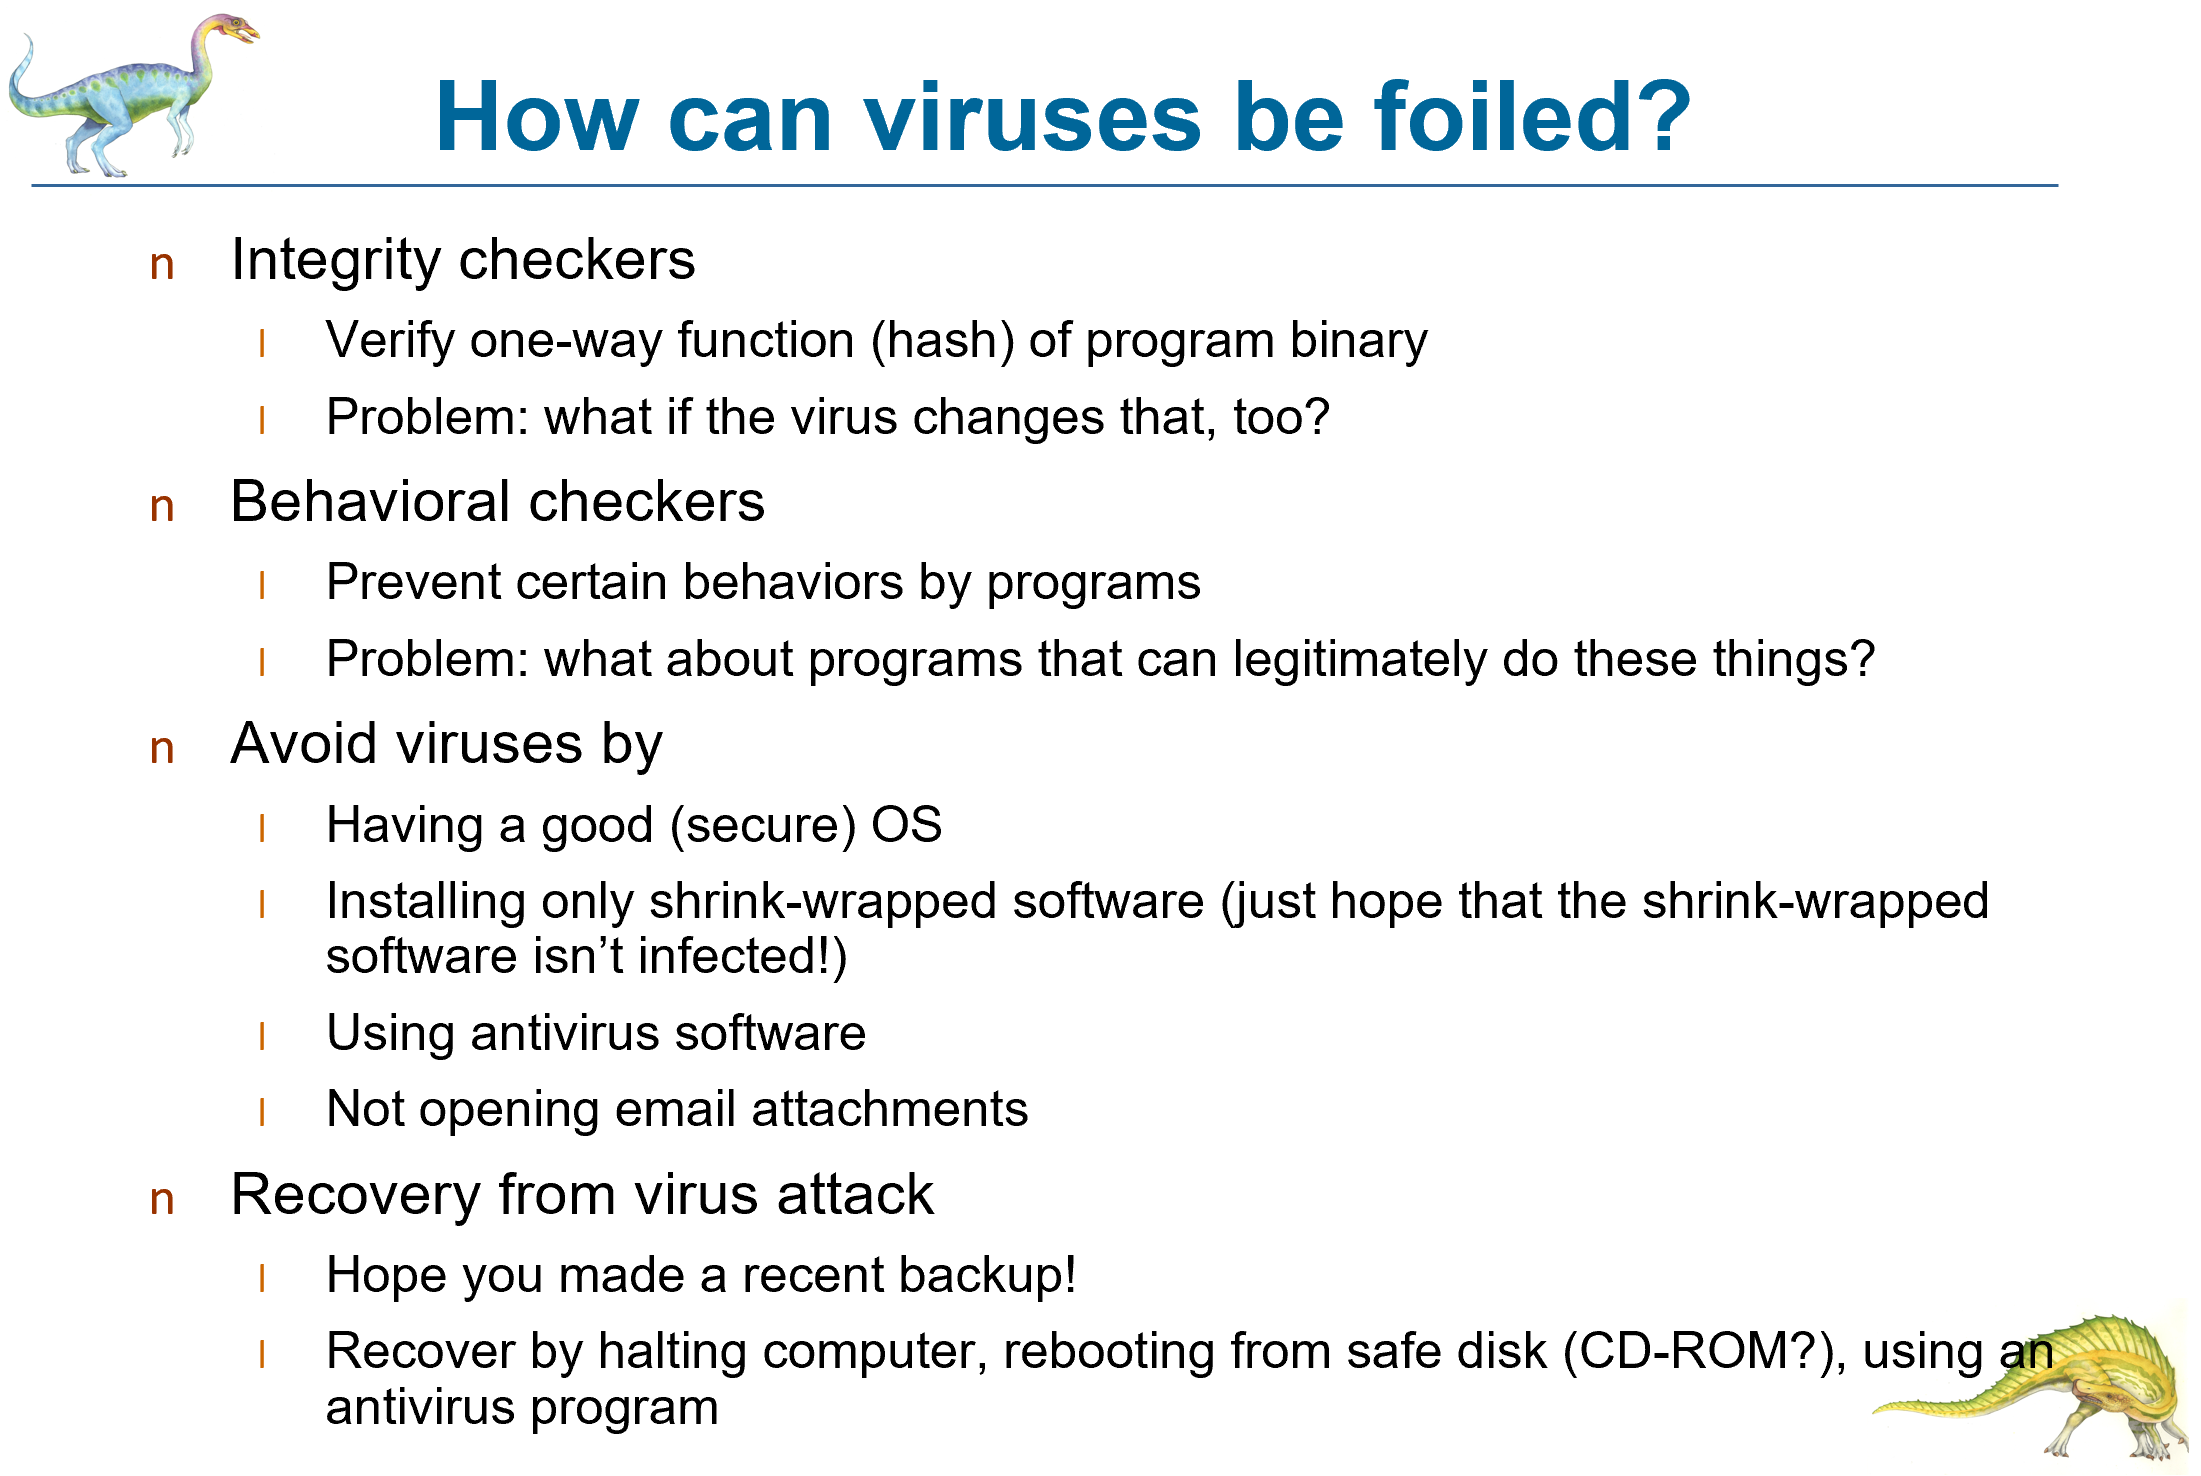 How can viruses be foiled?
n Integrity checkers
l Verify one-way function (hash) of program binary
l Problem: what if the virus changes that, too?
n Behavioral checkers
l Prevent certain behaviors by programs
l Problem: what about programs that can legitimately do these things?
n Avoid viruses by
l Having a good (secure) OS
l Installing only shrink-wrapped software (just hope that the shrink-wrapped
software isn’t infected!)
l Using antivirus software
l Not opening email attachments
n Recovery from virus attack
l Hope you made a recent backup!
l Recover by halting computer, rebooting from safe disk (CD-ROM?), using an
antivirus program